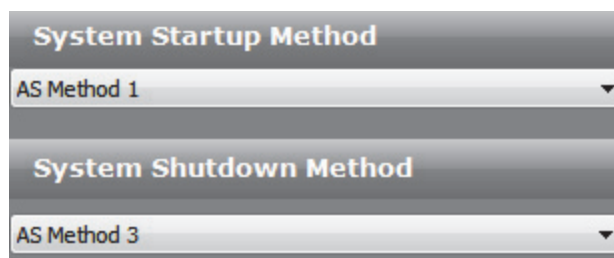 System Startup Method
AS Method 1
System Shutdown Method
AS Method 3